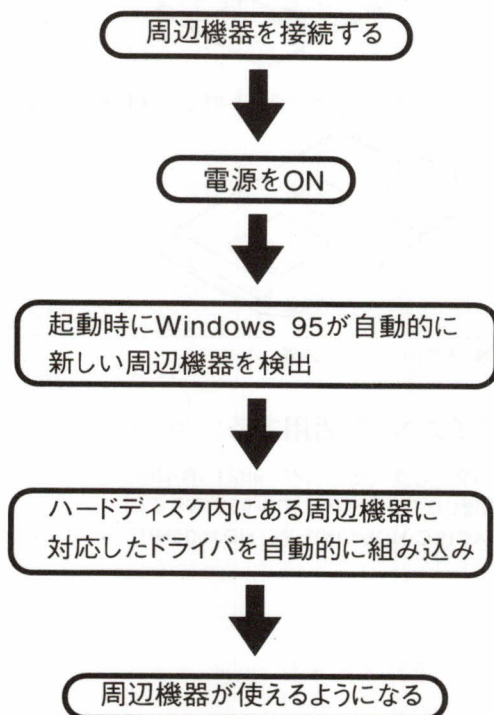 周辺機器を接続する
電源をON
起動時にWindows 95が自動的に
新しい周辺機器を検出
ハードディスク内にある周辺機器に
対応したドライバを自動的に組み込み
周辺機器が使えるようになる